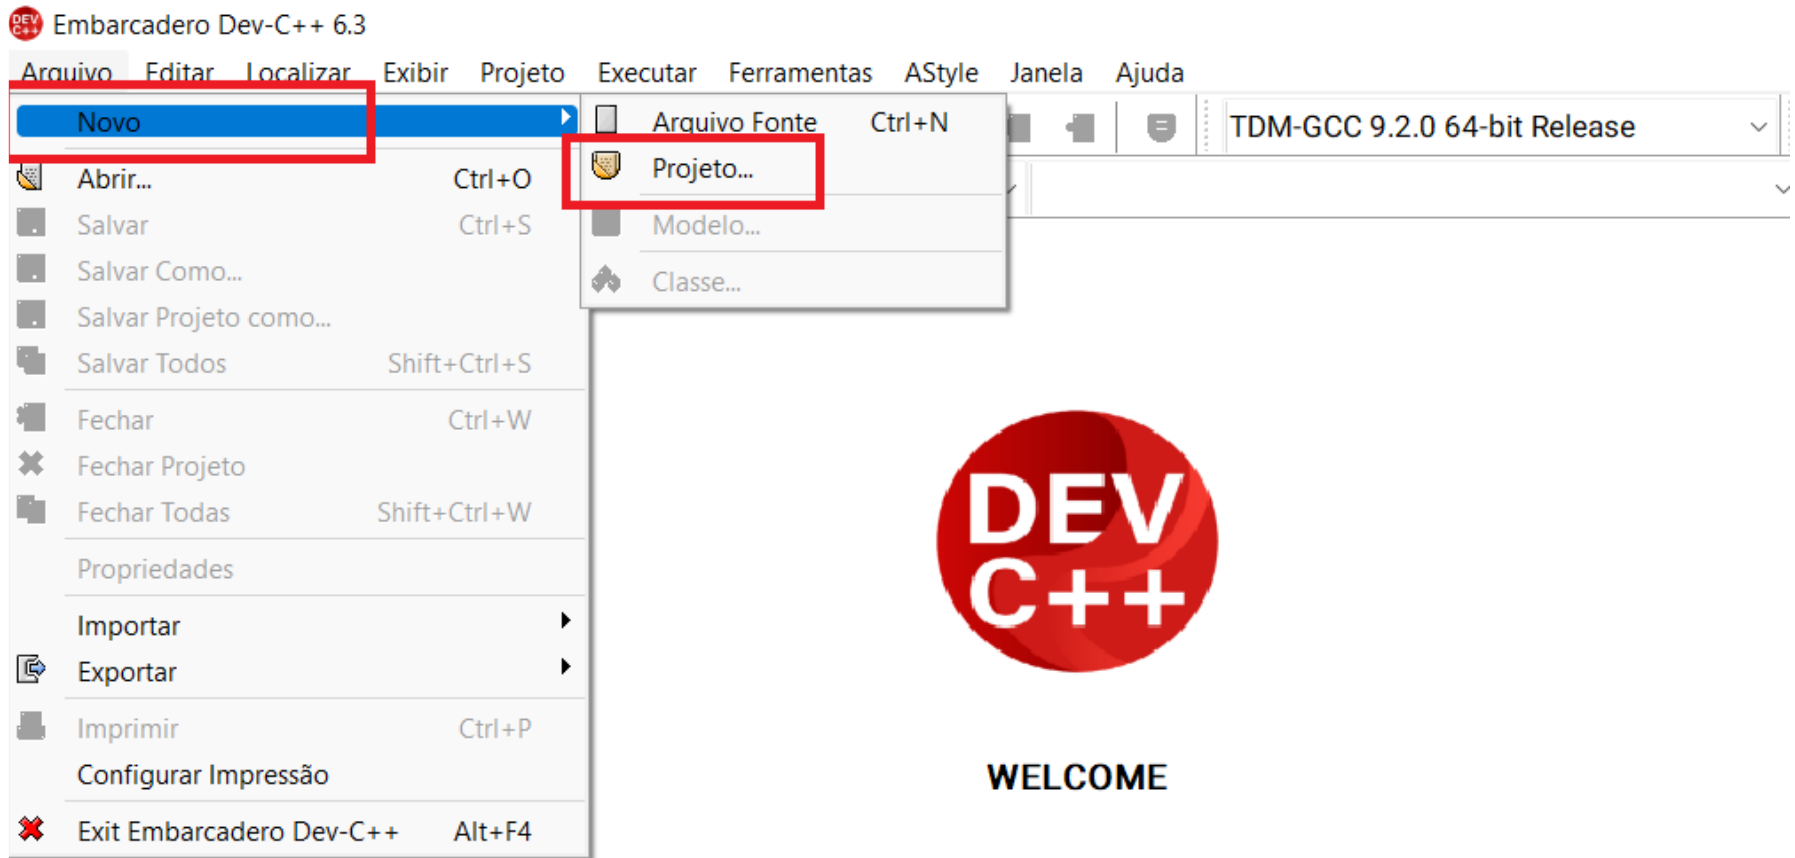 DEV C++ Embarcadero Dev-C++ 6.3
Arquivo Editar Localizar Exibir Projeto Executar Ferramentas AStyle Janela Ajuda
Novo
Arquivo Fonte Ctrl+N
TDM-GCC 9.2.0 64-bit Release
Projeto...
Abrir... Ctrl+O
Salvar Ctrl+S
Modelo...
Salvar Como...
Classe...
Salvar Projeto como...
Salvar Todos Shift+Ctrl+S
Fechar Ctrl+W
Fechar Projeto
Fechar Todas Shift+Ctrl+W
Propriedades
Importar
Exportar
Imprimir Ctrl+P
Configurar Impressão
Exit Embarcadero Dev-C++ Alt+F4
DEV
C++
WELCOME